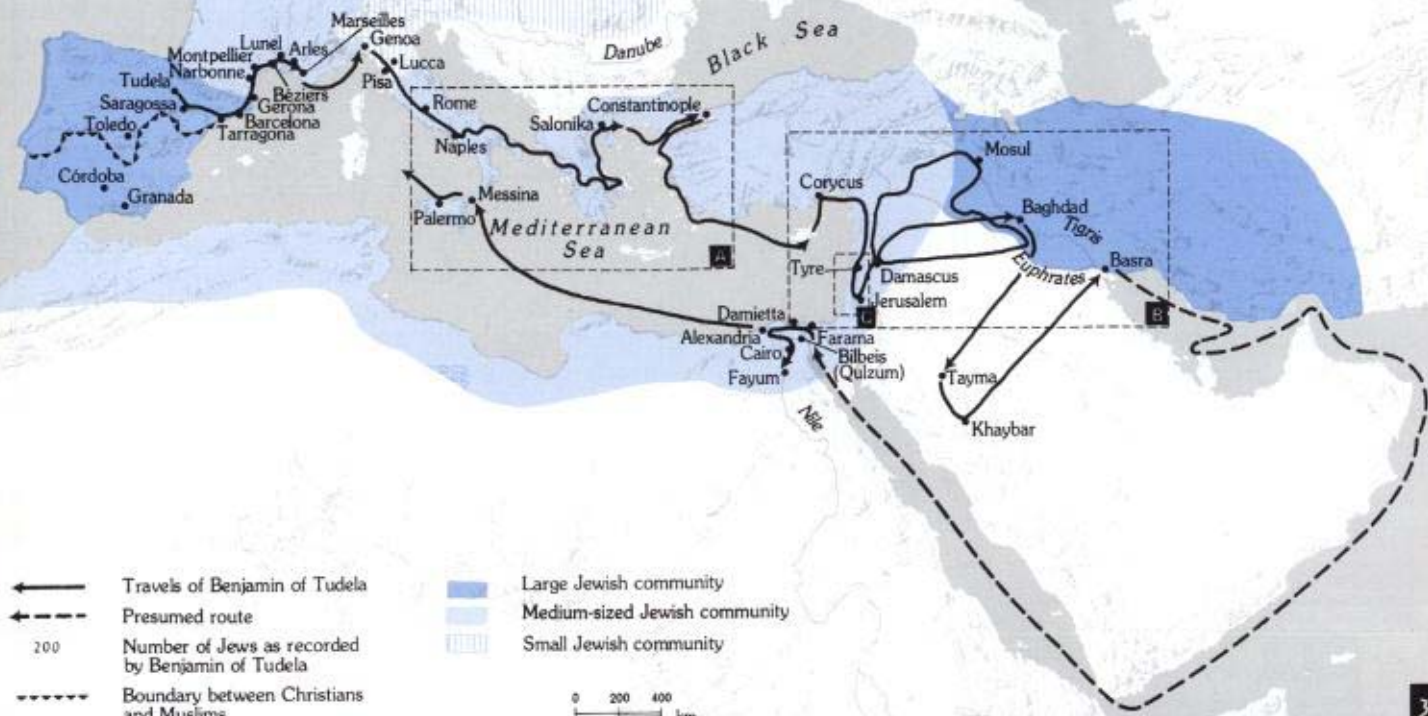 Marseilles
Genoa
Lunel
Arles
Montpellier
Narbonne
Lucca
Pisa
Tudela
Béziers
Gerona
Saragossa
Barcelona
Toledo
Tarragona
Córdoba
Granada
Rome
Naples
Salonika
Constantinople
Danube
Black Sea
Messina
Palermo
Mediterranean
Sea
A
Corycus
Mosul
Baghdad
Tigris
Euphrates
Basra
Tyre
Damascus
Jerusalem
C
B
Damietta
Alexandria
Farama
Cairo
Bilbeis
(Qulzum)
Fayum
Nile
Tayma
Khaybar
Travels of Benjamin of Tudela
Presumed route
200
Number of Jews as recorded
by Benjamin of Tudela
Boundary between Christians
and Muslims
Large Jewish community
Medium-sized Jewish community
Small Jewish community
0 200 400
km